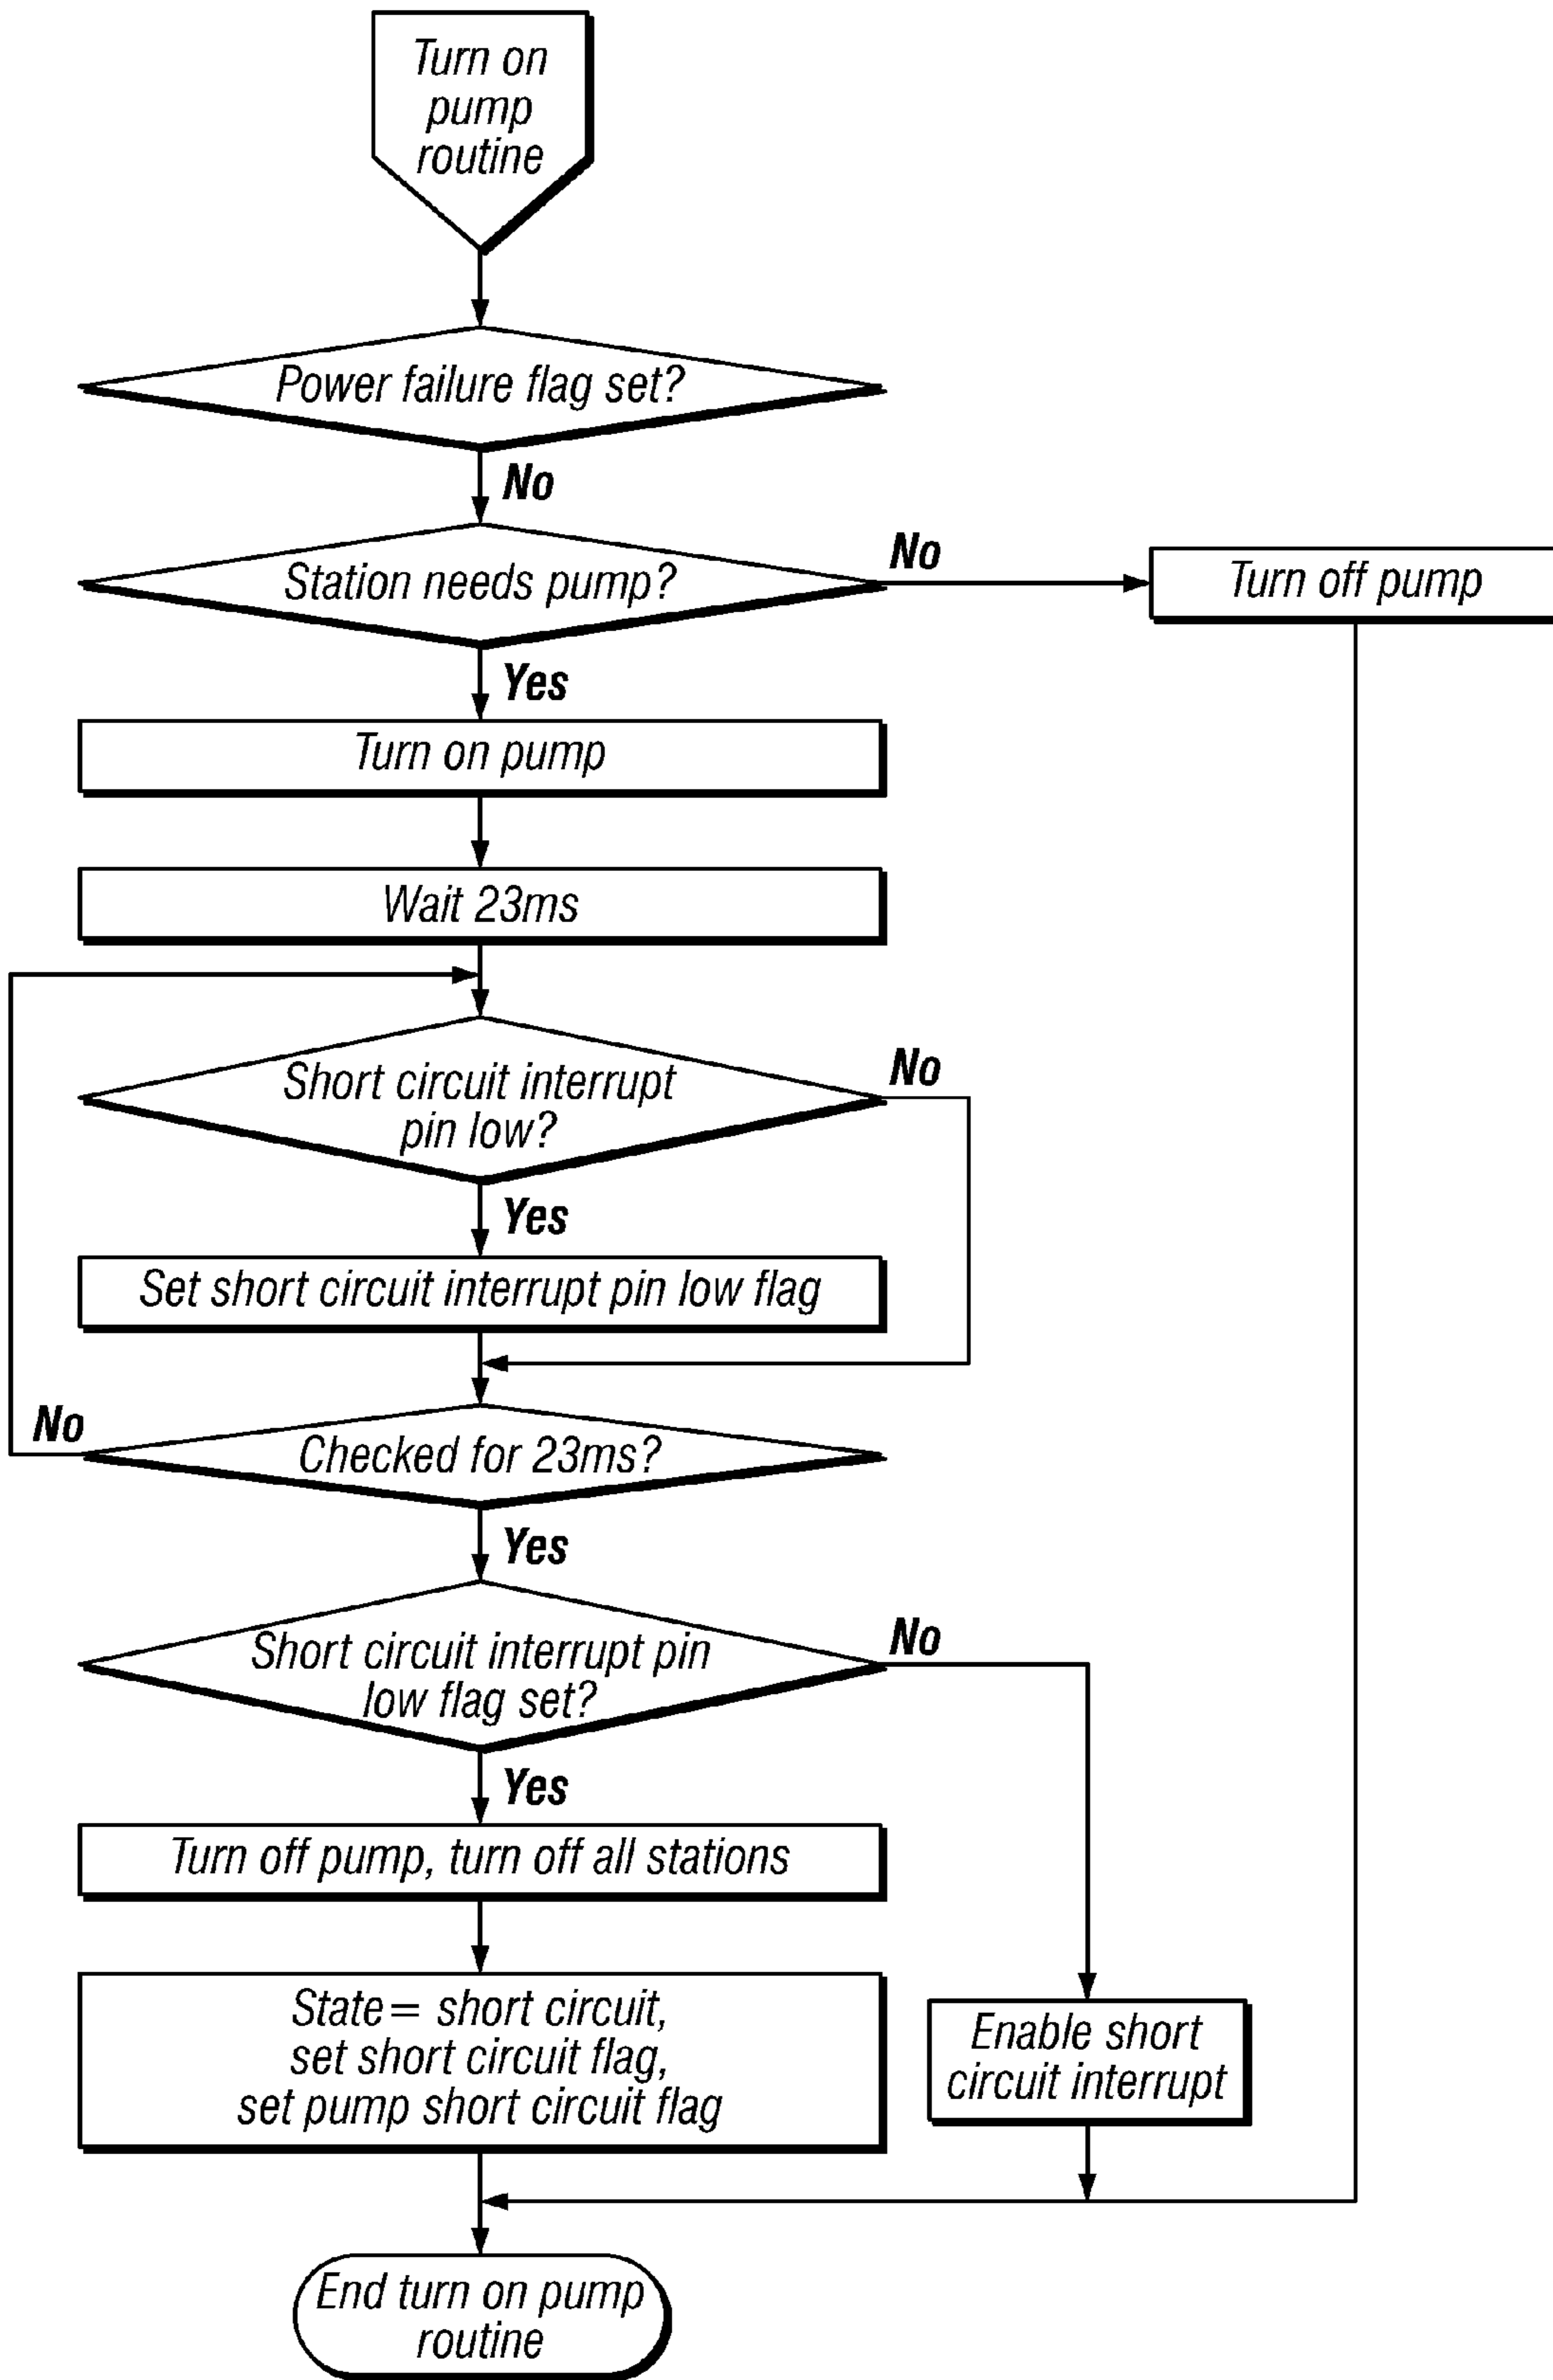 Turn on
pump
routine
Power failure flag set?
No
Station needs pump?
No
Turn off pump
Yes
Turn on pump
Wait 23ms
Short circuit interrupt
pin low?
No
Yes
Set short circuit interrupt pin low flag
No
Checked for 23ms?
Yes
Short circuit interrupt pin
low flag set?
No
Yes
Turn off pump, turn off all stations
State= short circuit,
set short circuit flag,
set pump short circuit flag
Enable short
circuit interrupt
End turn on pump
routine